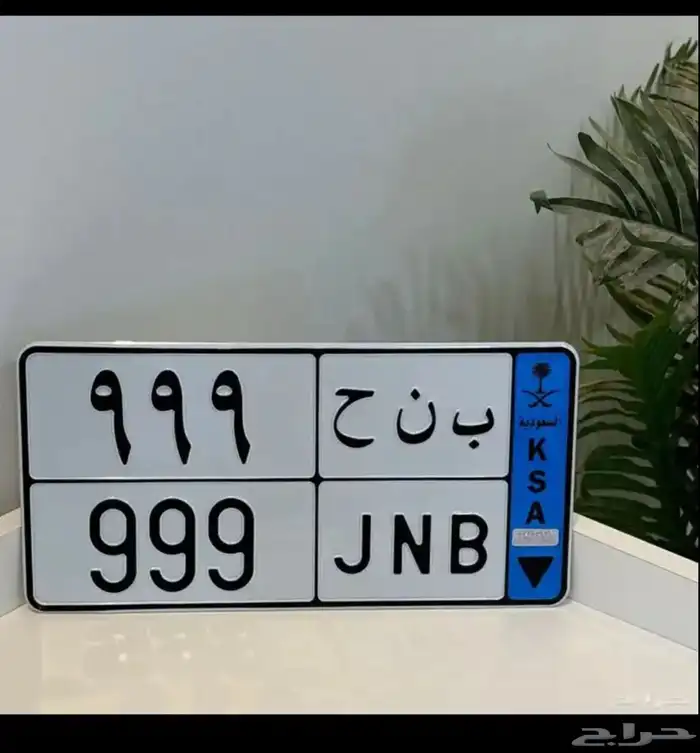 ٩٩٩ ب ن ح
999 JNB
السعودية
K
S
A
حراج